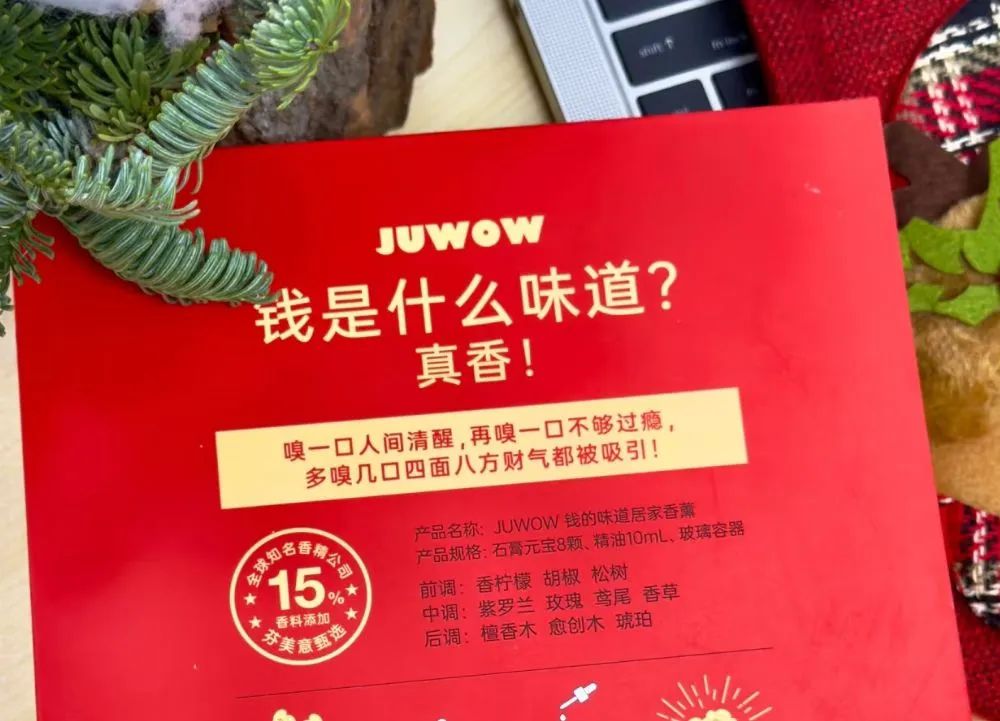 shift
JUWOW
钱是什么味道?
真香!
嗅一口人间清醒,再嗅一口不够过瘾,
多嗅几口四面八方财气都被吸引!
全球知名香精公司
15%
香料添加
芬美意甄选
产品名称: JUWOW 钱的味道居家香薰
产品规格: 石膏元宝8颗、精油10mL、玻璃容器
前调: 香柠檬 胡椒 松树
中调: 紫罗兰 玫瑰 鸢尾 香草
后调: 檀香木 愈创木 琥珀